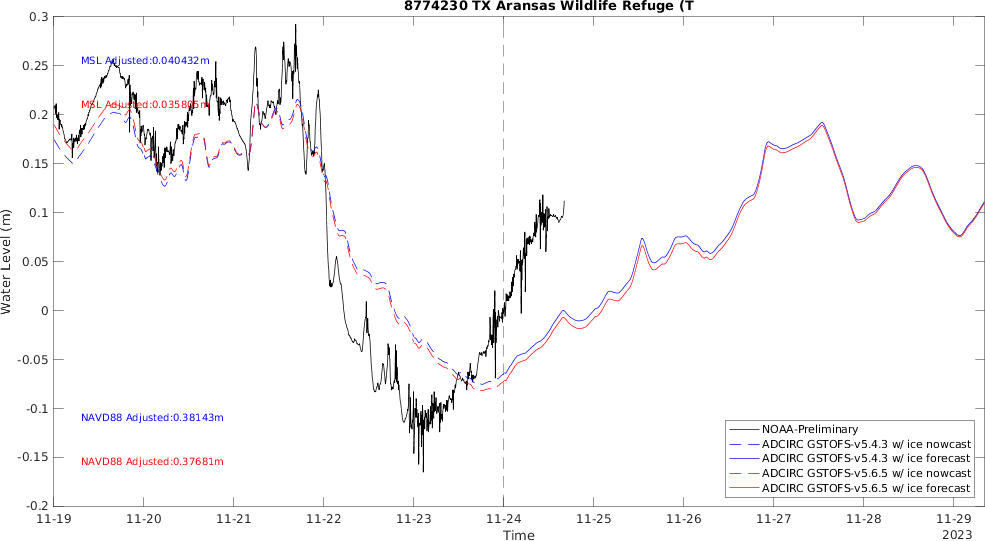 8774230 TX Aransas Wildlife Refuge (T
0.3
0.25
0.2
0.15
0.1
0.05
0
-0.05
-0.1
-0.15
-0.2
Water Level (m)
MSL Adjusted:0.040432m
MSL Adjusted:0.035805m
NAVD88 Adjusted:0.38143m
NAVD88 Adjusted:0.37681m
NOAA-Preliminary
ADCIRC GSTOFS-v5.4.3 w/ ice nowcast
ADCIRC GSTOFS-v5.4.3 w/ ice forecast
ADCIRC GSTOFS-v5.6.5 w/ ice nowcast
ADCIRC GSTOFS-v5.6.5 w/ ice forecast
11-19 11-20 11-21 11-22 11-23 11-24 11-25 11-26 11-27 11-28 11-29
Time 2023